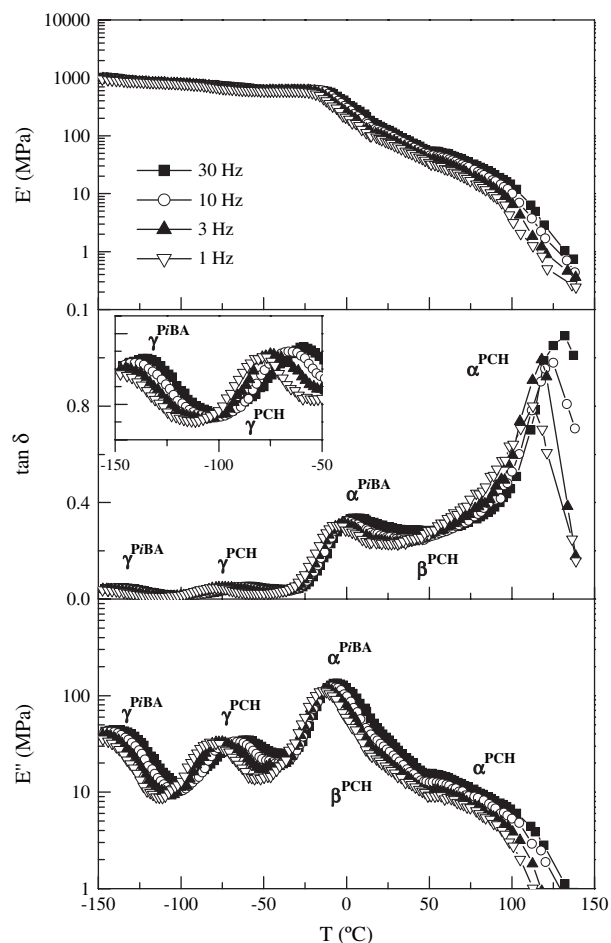 10000
1000
100
10
1
0.1
E' (MPa)
30 Hz
10 Hz
3 Hz
1 Hz
γPiBA
γPCH
-150 -100 -50
αPCH
0.8
0.4
0.0
tan δ
αPiBA
γPiBA
γPCH
βPCH
αPiBA
100
10
1
E" (MPa)
γPiBA
γPCH
αPCH
βPCH
-150 -100 -50 0 50 100 150
T (ºC)